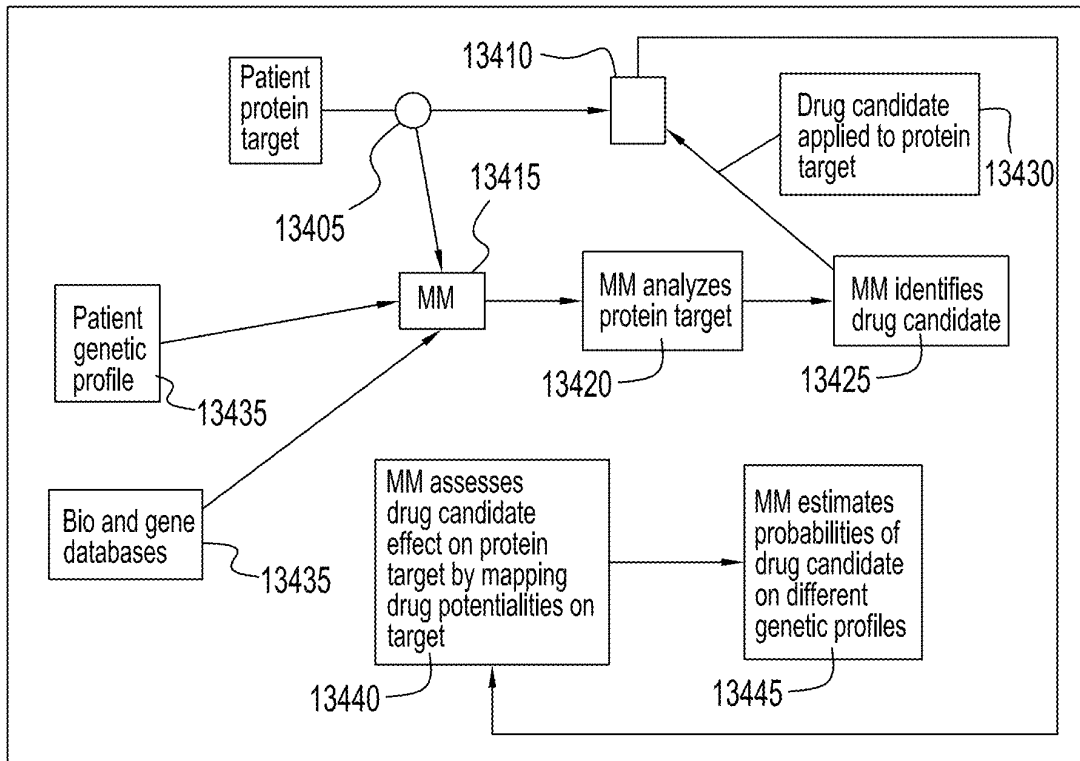 13410
Patient
protein
target
Drug candidate
applied to protein
target
13430
13405
13415
MM
MM analyzes
protein target
13420
MM identifies
drug candidate
13425
Patient
genetic
profile
13435
Bio and gene
databases
13435
MM assesses
drug candidate
effect on protein
target by mapping
drug potentialities on
target
13440
MM estimates
probabilities of
drug candidate
on different
genetic profiles
13445